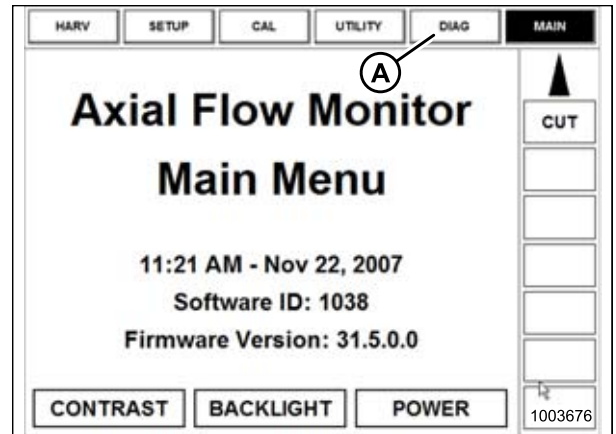 HARV SETUP CAL UTILITY DIAG MAIN
A
Axial Flow Monitor
CUT
Main Menu
11:21 AM - Nov 22, 2007
Software ID: 1038
Firmware Version: 31.5.0.0
CONTRAST BACKLIGHT POWER
1003676